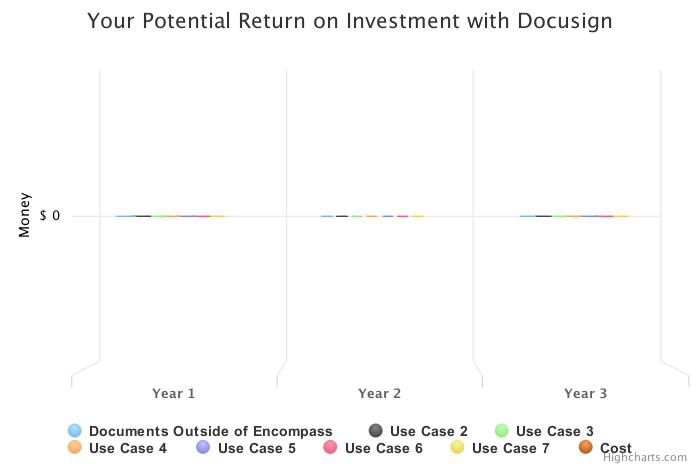 Your Potential Return on Investment with Docusign
Money
$ 0
Year 1
Year 2
Year 3
Documents Outside of Encompass
Use Case 2
Use Case 3
Use Case 4
Use Case 5
Use Case 6
Use Case 7
Cost
Highcharts.com